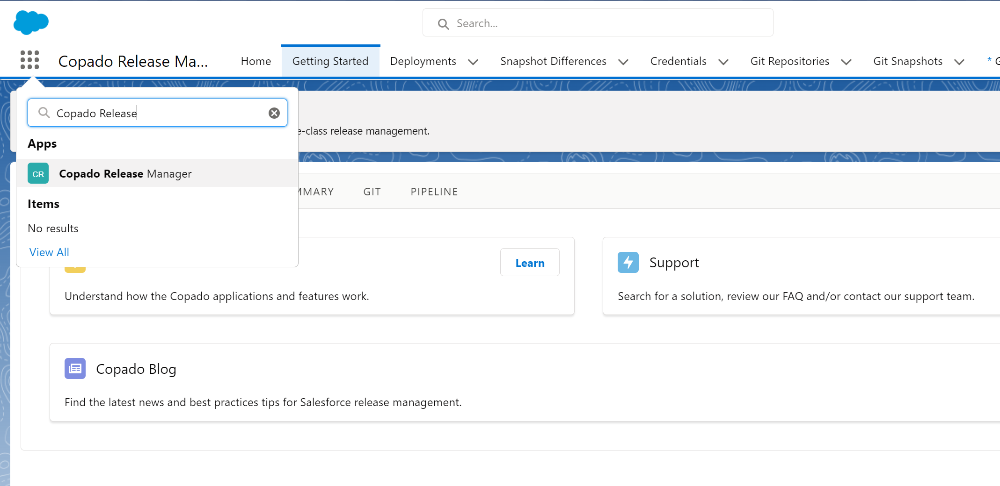 Search...
Copado Release Ma...
Home
Getting Started
Deployments
Snapshot Differences
Credentials
Git Repositories
Git Snapshots
* G
Copado Release
Apps
CR
Copado Release Manager
Items
No results
View All
e-class release management.
MMARY
GIT
PIPELINE
Learn
Understand how the Copado applications and features work.
Support
Search for a solution, review our FAQ and/or contact our support team.
Copado Blog
Find the latest news and best practices tips for Salesforce release management.